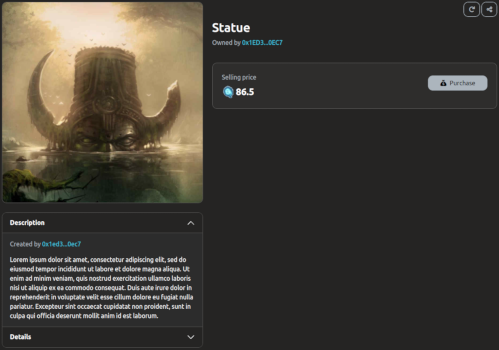 Statue
Owned by 0x1ED3...0EC7
Selling price
86.5
Purchase
Description
Created by 0x1ed3...0ec7
Lorem ipsum dolor sit amet, consectetur adipiscing elit, sed do
eiusmod tempor incididunt ut labore et dolore magna aliqua. Ut
enim ad minim veniam, quis nostrud exercitation ullamco laboris
nisi ut aliquip ex ea commodo consequat. Duis aute irure dolor in
reprehenderit in voluptate velit esse cillum dolore eu fugiat nulla
pariatur. Excepteur sint occaecat cupidatat non proident, sunt in
culpa qui officia deserunt mollit anim id est laborum.
Details